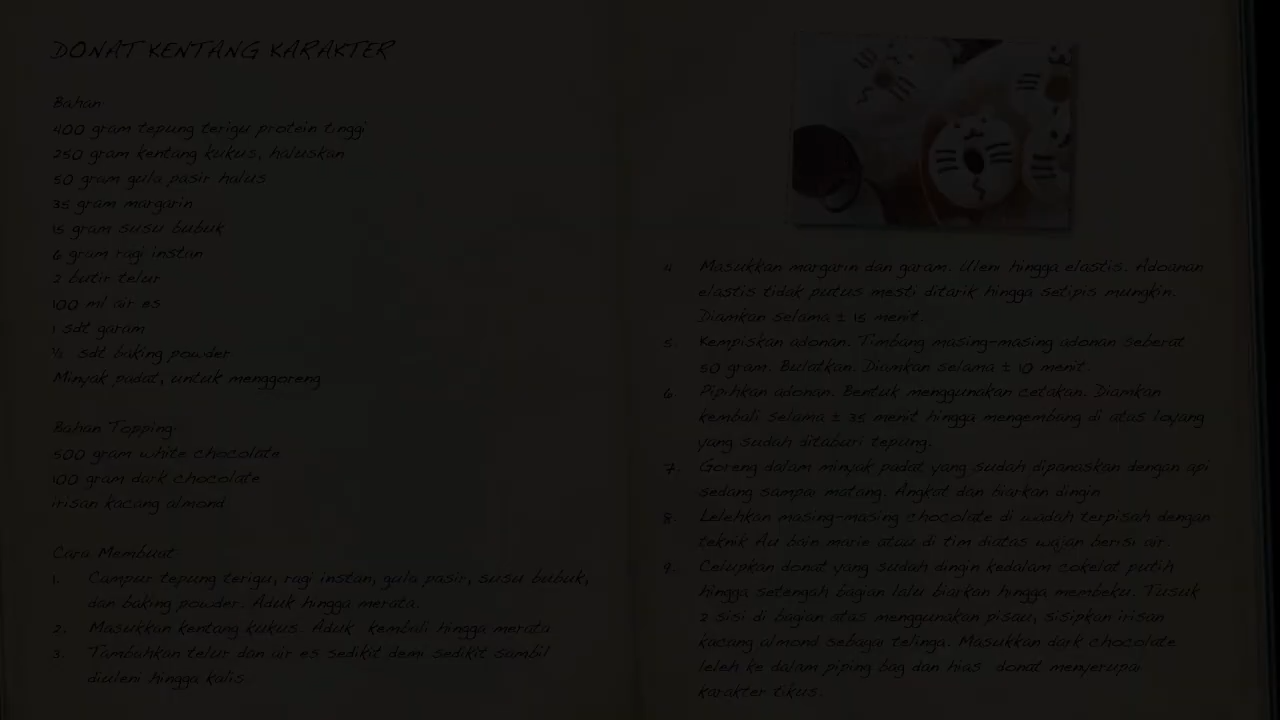 DONAT KENTANG KARAKTER
Bahan:
400 gram tepung terigu protein tinggi
250 gram kentang kukus, haluskan
50 gram gula pasir halus
35 gram margarin
15 gram susu bubuk
6 gram ragi instan
2 butir telur
100 ml air es
1 sdt garam
½ sdt baking powder
Minyak padat, untuk menggoreng
Bahan Topping:
500 gram white chocolate
100 gram dark chocolate
irisan kacang almond
Cara Membuat
1. Campur tepung terigu, ragi instan, gula pasir, susu bubuk,
dan baking powder. Aduk hingga merata.
2. Masukkan kentang kukus. Aduk kembali hingga merata
3. Tambahkan telur dan air es sedikit demi sedikit sambil
diuleni hingga kalis.
4. Masukkan margarin dan garam. Uleni hingga elastis. Adoanan
elastis tidak putus mesti ditarik hingga setipis mungkin.
Diamkan selama ± 15 menit.
5. Kempiskan adonan. Timbang masing-masing adonan seberat
50 gram. Bulatkan. Diamkan selama ± 10 menit.
6. Pipihkan adonan. Bentuk menggunakan cetakan. Diamkan
kembali selama ± 35 menit hingga mengembang di atas loyang
yang sudah ditaburi tepung.
7. Goreng dalam minyak padat yang sudah dipanaskan dengan api
sedang sampai matang. Angkat dan biarkan dingin
8. Lelehkan masing-masing chocolate di wadah terpisah dengan
teknik Au bain marie atau di tim diatas wajan berisi air.
9. Celupkan donat yang sudah dingin kedalam cokelat putih
hingga setengah bagian lalu biarkan hingga membeku. Tusuk
2 sisi di bagian atas menggunakan pisau, sisipkan irisan
kacang almond sebagai telinga. Masukkan dark chocolate
leleh ke dalam piping bag dan hias donat menyerupai
karakter tikus.